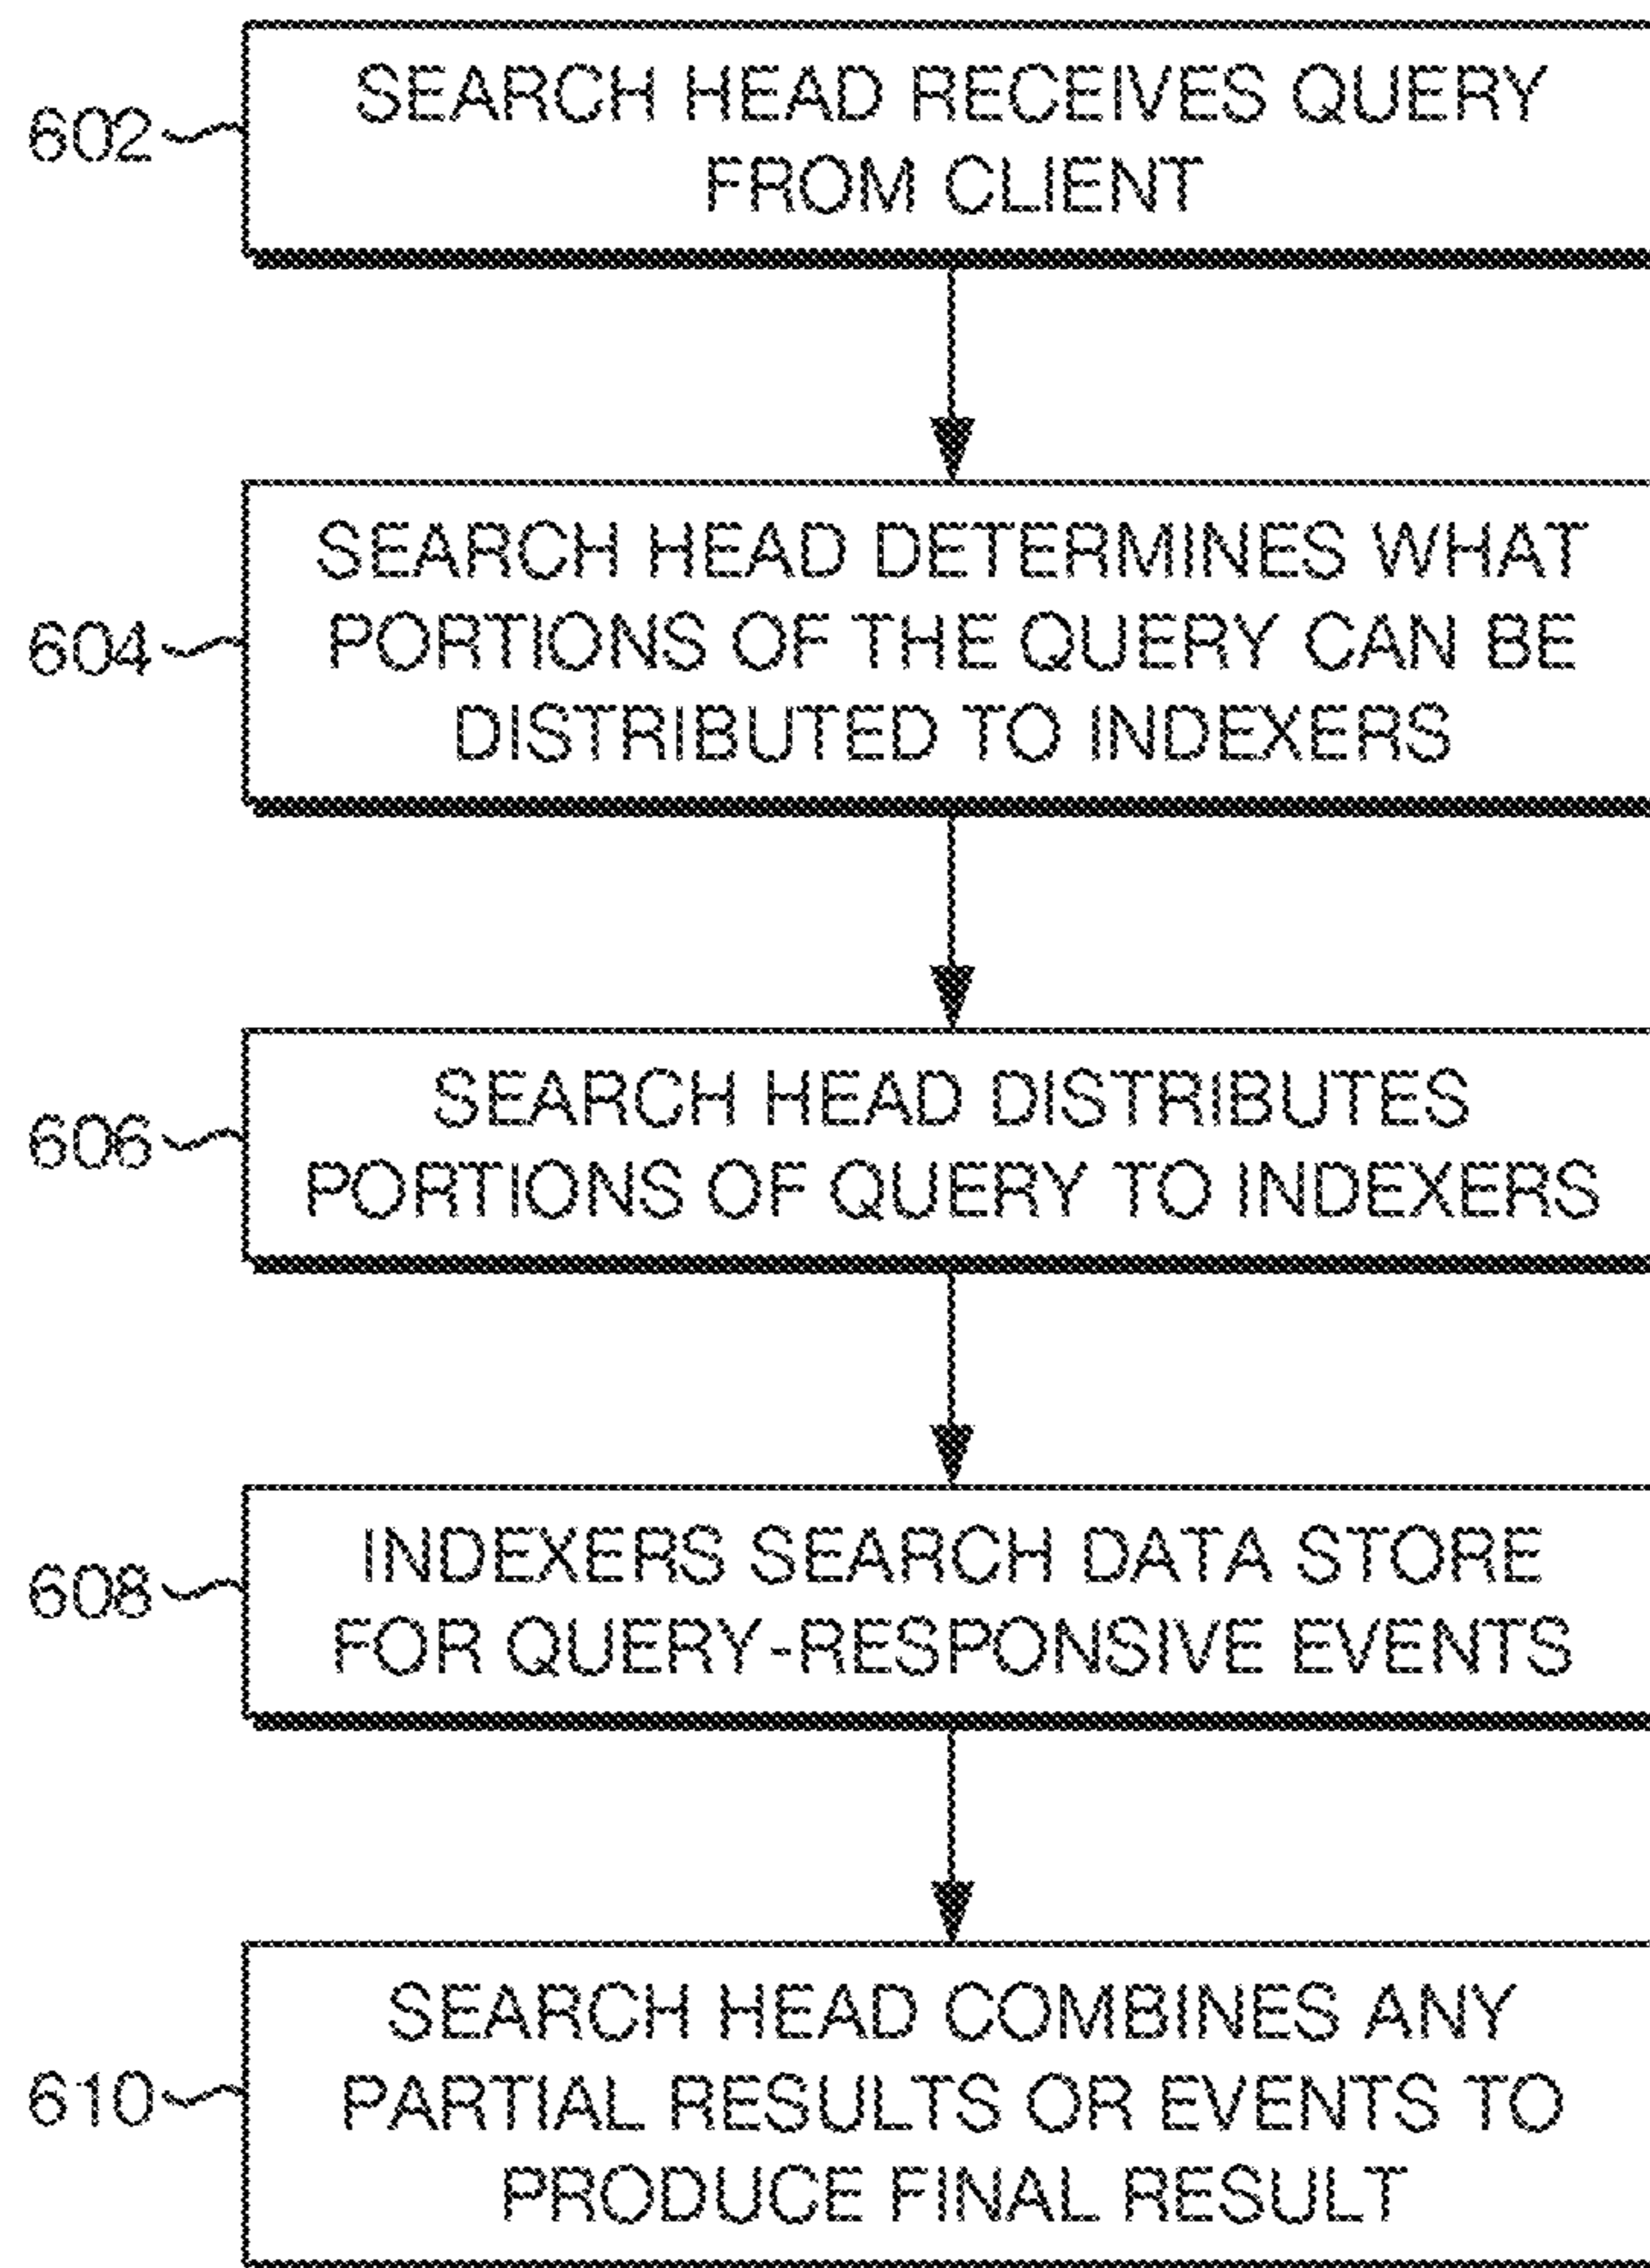 602
SEARCH HEAD RECEIVES QUERY
FROM CLIENT
604
SEARCH HEAD DETERMINES WHAT
PORTIONS OF THE QUERY CAN BE
DISTRIBUTED TO INDEXERS
606
SEARCH HEAD DISTRIBUTES
PORTIONS OF QUERY TO INDEXERS
608
INDEXERS SEARCH DATA STORE
FOR QUERY-RESPONSIVE EVENTS
610
SEARCH HEAD COMBINES ANY
PARTIAL RESULTS OR EVENTS TO
PRODUCE FINAL RESULT